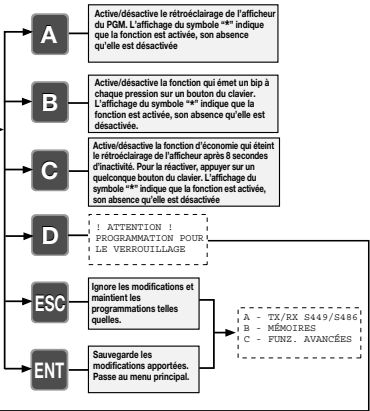 A
Active/désactive le rétroéclairage de l'afficheur
du PGM. L'affichage du symbole “*” indique
que la fonction est activée, son absence
qu'elle est désactivée
B
Active/désactive la fonction qui émet un bip à
chaque pression sur un bouton du clavier.
L'affichage du symbole “*” indique que la
fonction est activée, son absence qu'elle est
désactivée.
C
Active/désactive la fonction d'économie qui éteint
le rétroéclairage de l'afficheur après 8 secondes
d'inactivité. Pour la réactiver, appuyer sur un
quelconque bouton du clavier. L'affichage du
symbole “*” indique que la fonction est activée,
son absence qu'elle est désactivée
D
! ATTENTION !
PROGRAMMATION POUR
LE VERROUILLAGE
ESC
Ignore les modifications et
maintient les
programmations telles
quelles.
ENT
Sauvegarde les
modifications apportées.
Passe au menu principal.
A - TX/RX S449/S486
B - MÉMOIRES
C - FUNZ. AVANCÉES